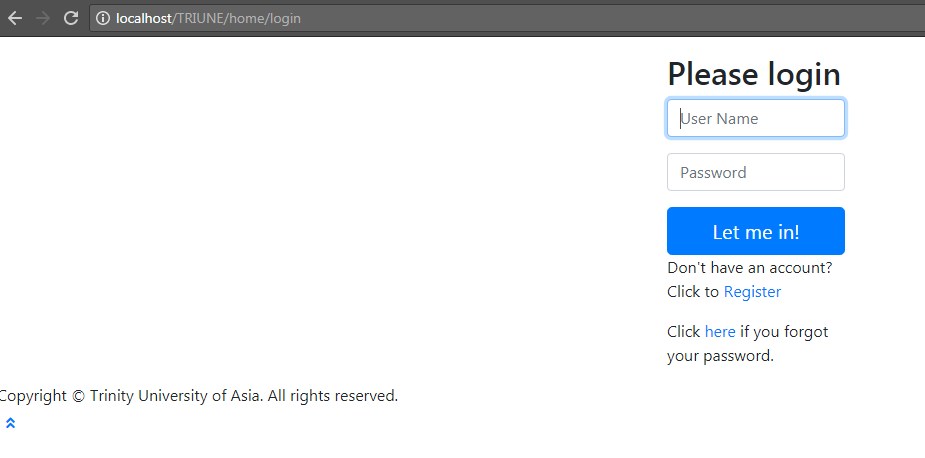 localhost/TRIUNE/home/login
Please login
User Name
Password
Let me in!
Don't have an account?
Click to Register
Click here if you forgot
your password.
Copyright © Trinity University of Asia. All rights reserved.